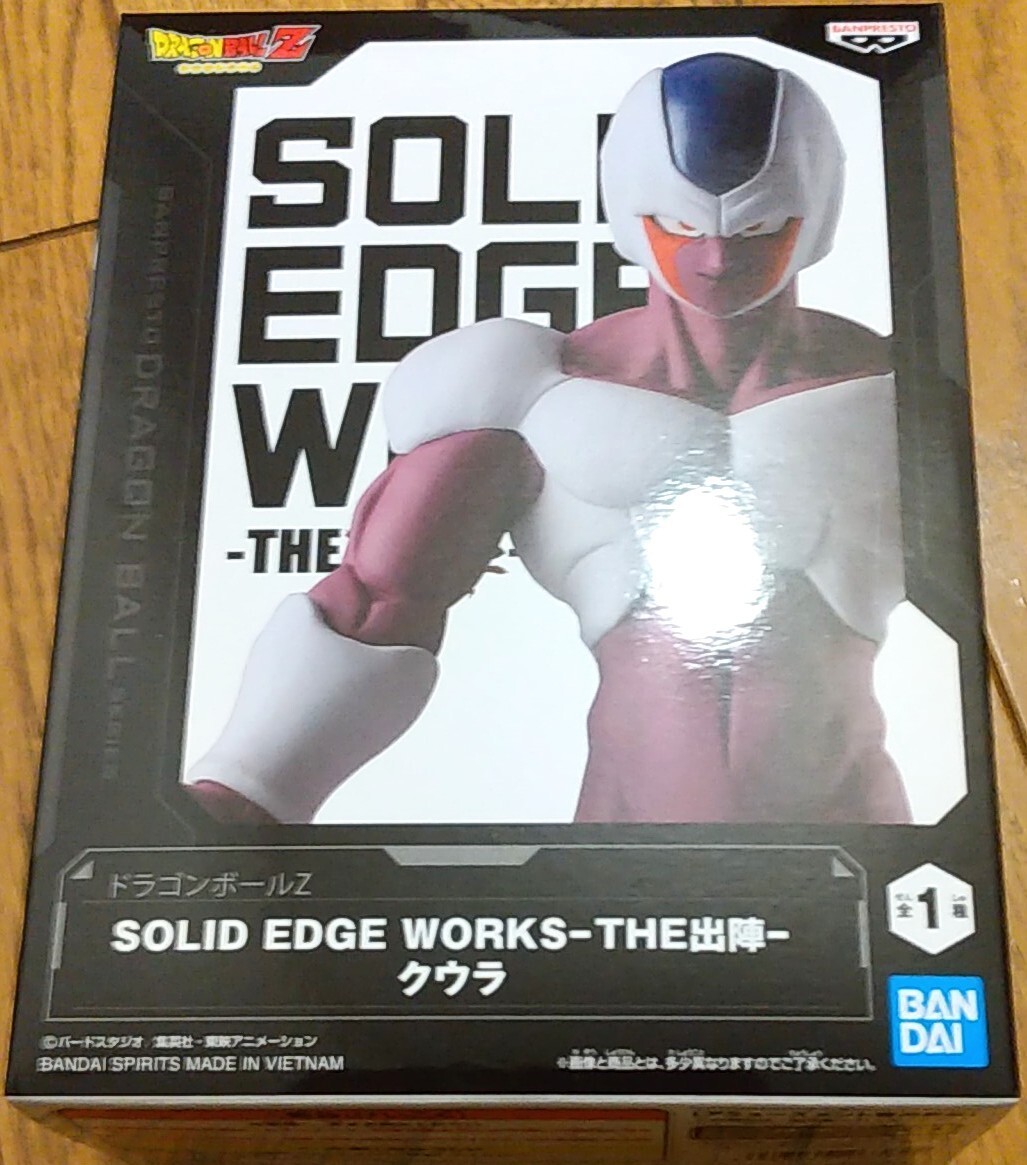 DRAGON BALL Z
BANPRESTO
SOLI
EDGE
W
-THE
BANPRESTO DRAGON BALL SERIES
ドラゴンボールZ
SOLID EDGE WORKS-THE出陣-
クウラ
ぜん しゅ
全1種
BAN
DAI
©バードスタジオ/集英社・東映アニメーション
BANDAI SPIRITS MADE IN VIETNAM
※画像と商品とは、多少異なりますのでご了承ください。